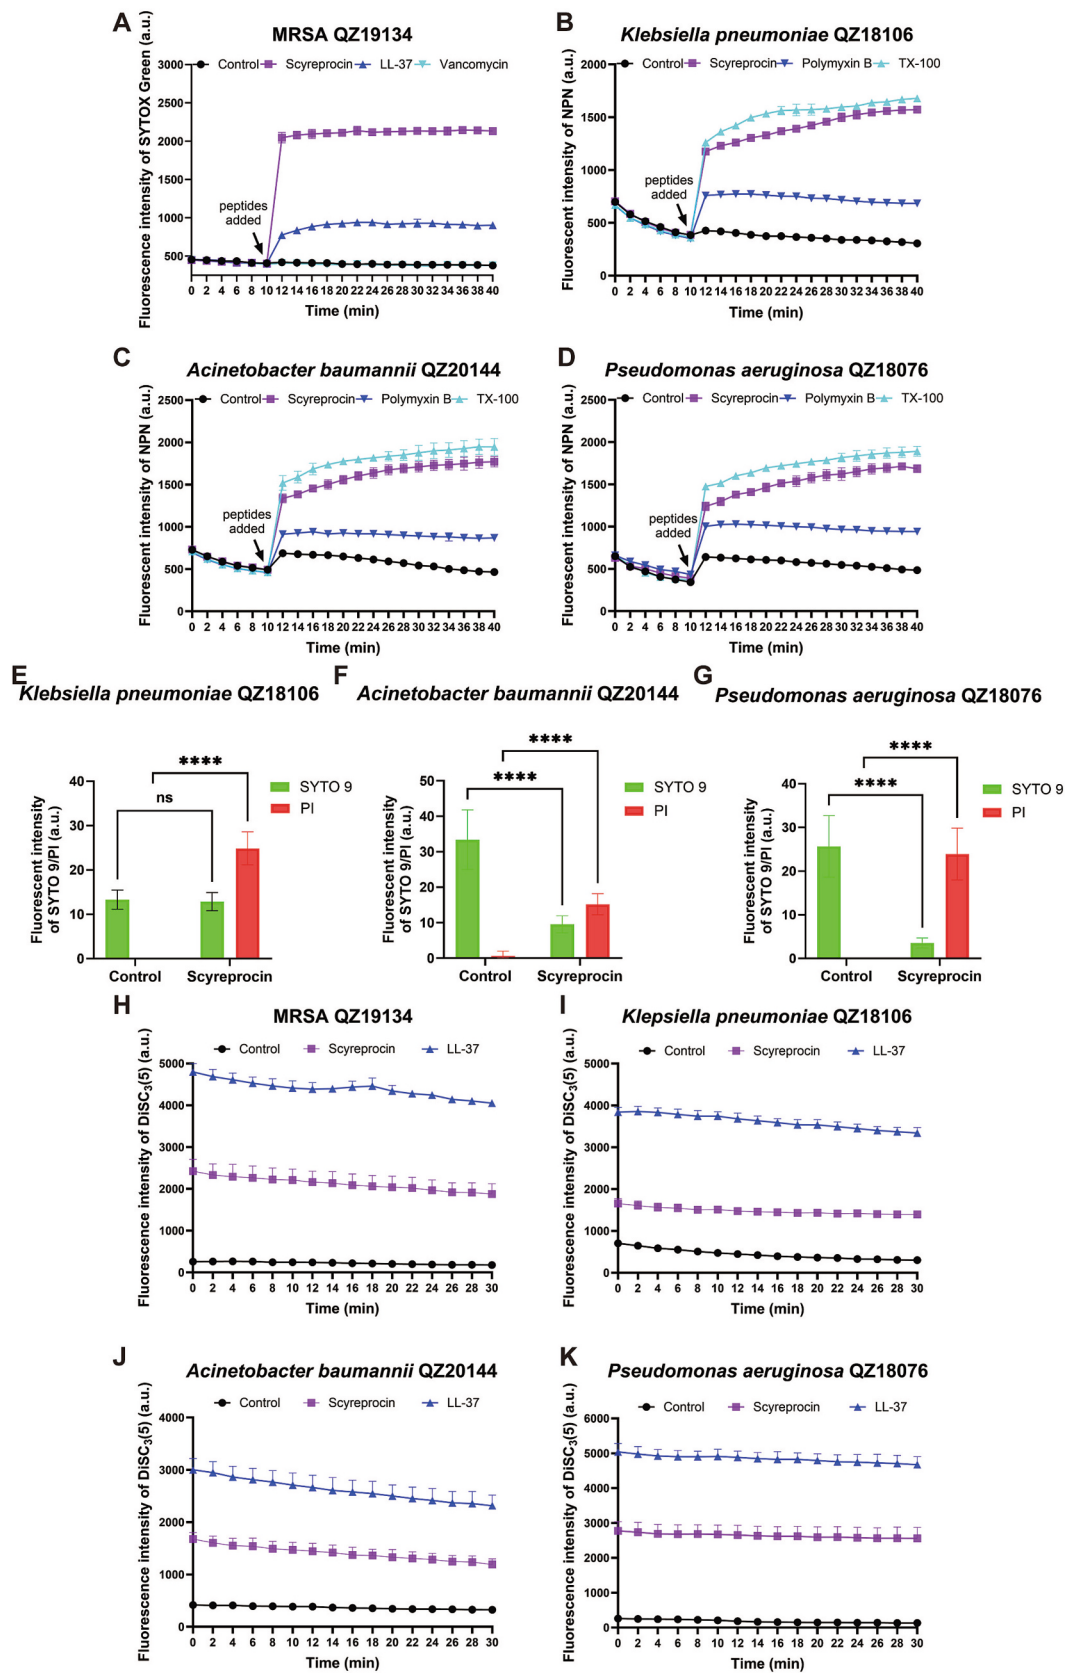 A
MRSA QZ19134
Control Scyreprocin LL-37 Vancomycin
Fluorescence intensity of SYTOX Green (a.u.)
3000
2500
2000
1500
1000
500
peptides
added
0 2 4 6 8 10 12 14 16 18 20 22 24 26 28 30 32 34 36 38 40
Time (min)
B
Klebsiella pneumoniae QZ18106
Control Scyreprocin Polymyxin B TX-100
Fluorescent intensity of NPN (a.u.)
2000
1500
1000
500
0
peptides
added
0 2 4 6 8 10 12 14 16 18 20 22 24 26 28 30 32 34 36 38 40
Time (min)
C
Acinetobacter baumannii QZ20144
Control Scyreprocin Polymyxin B TX-100
Fluorescent intensity of NPN (a.u.)
2500
2000
1500
1000
500
0
peptides
added
0 2 4 6 8 10 12 14 16 18 20 22 24 26 28 30 32 34 36 38 40
Time (min)
D
Pseudomonas aeruginosa QZ18076
Control Scyreprocin Polymyxin B TX-100
Fluorescent intensity of NPN (a.u.)
2500
2000
1500
1000
500
0
peptides
added
0 2 4 6 8 10 12 14 16 18 20 22 24 26 28 30 32 34 36 38 40
Time (min)
E
Klebsiella pneumoniae QZ18106
Fluorescent intensity
of SYTO 9/PI (a.u.)
40
30
20
10
0
****
ns
SYTO 9
PI
Control Scyreprocin
F
Acinetobacter baumannii QZ20144
Fluorescent intensity
of SYTO 9/PI (a.u.)
50
40
30
20
10
0
****
****
SYTO 9
PI
Control Scyreprocin
G
Pseudomonas aeruginosa QZ18076
Fluorescent intensity
of SYTO 9/PI (a.u.)
40
30
20
10
0
****
****
SYTO 9
PI
Control Scyreprocin
H
MRSA QZ19134
Control Scyreprocin LL-37
Fluorescence intensity of DiSC3(5) (a.u.)
5000
4000
3000
2000
1000
0
0 2 4 6 8 10 12 14 16 18 20 22 24 26 28 30
Time (min)
I
Klepsiella pneumoniae QZ18106
Control Scyreprocin LL-37
Fluorescence intensity of DiSC3(5) (a.u.)
5000
4000
3000
2000
1000
0
0 2 4 6 8 10 12 14 16 18 20 22 24 26 28 30
Time (min)
J
Acinetobacter baumannii QZ20144
Control Scyreprocin LL-37
Fluorescence intensity of DiSC3(5) (a.u.)
4000
3000
2000
1000
0
0 2 4 6 8 10 12 14 16 18 20 22 24 26 28 30
Time (min)
K
Pseudomonas aeruginosa QZ18076
Control Scyreprocin LL-37
Fluorescence intensity of DiSC3(5) (a.u.)
6000
5000
4000
3000
2000
1000
0
0 2 4 6 8 10 12 14 16 18 20 22 24 26 28 30
Time (min)